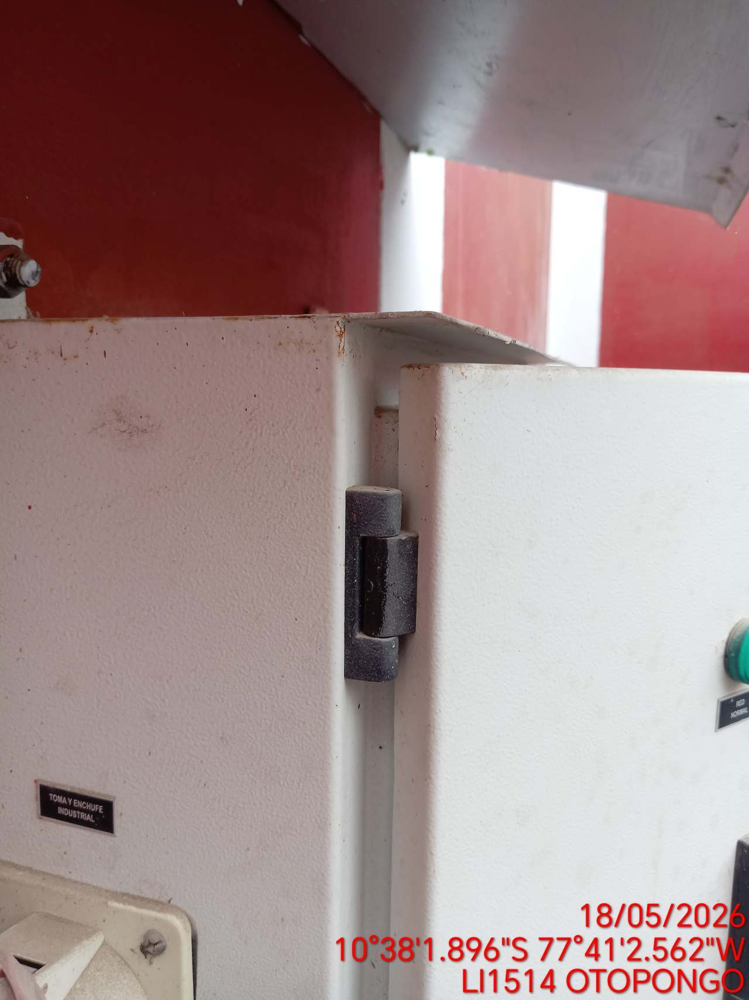 RED
NORMAL
TOMA Y ENCHUFE
INDUSTRIAL
18/05/2026
10°38'1.896"S 77°41'2.562"W
LI1514 OTOPONGO